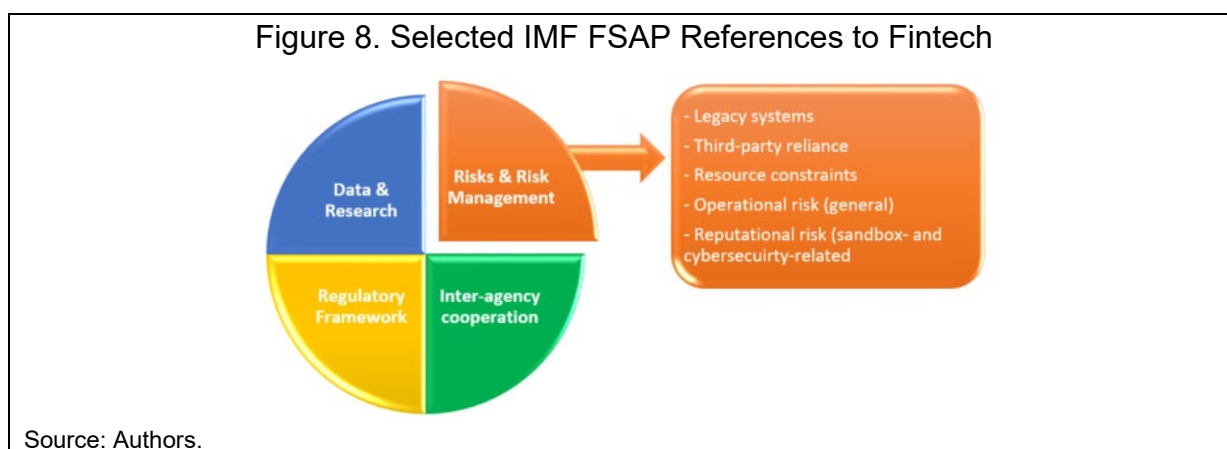 Figure 8. Selected IMF FSAP References to Fintech
Data &
Research
Risks & Risk
Management
- Legacy systems
- Third-party reliance
- Resource constraints
- Operational risk (general)
- Reputational risk (sandbox- and
cybersecuirty-related
Regulatory
Framework
Inter-agency
cooperation
Source: Authors.